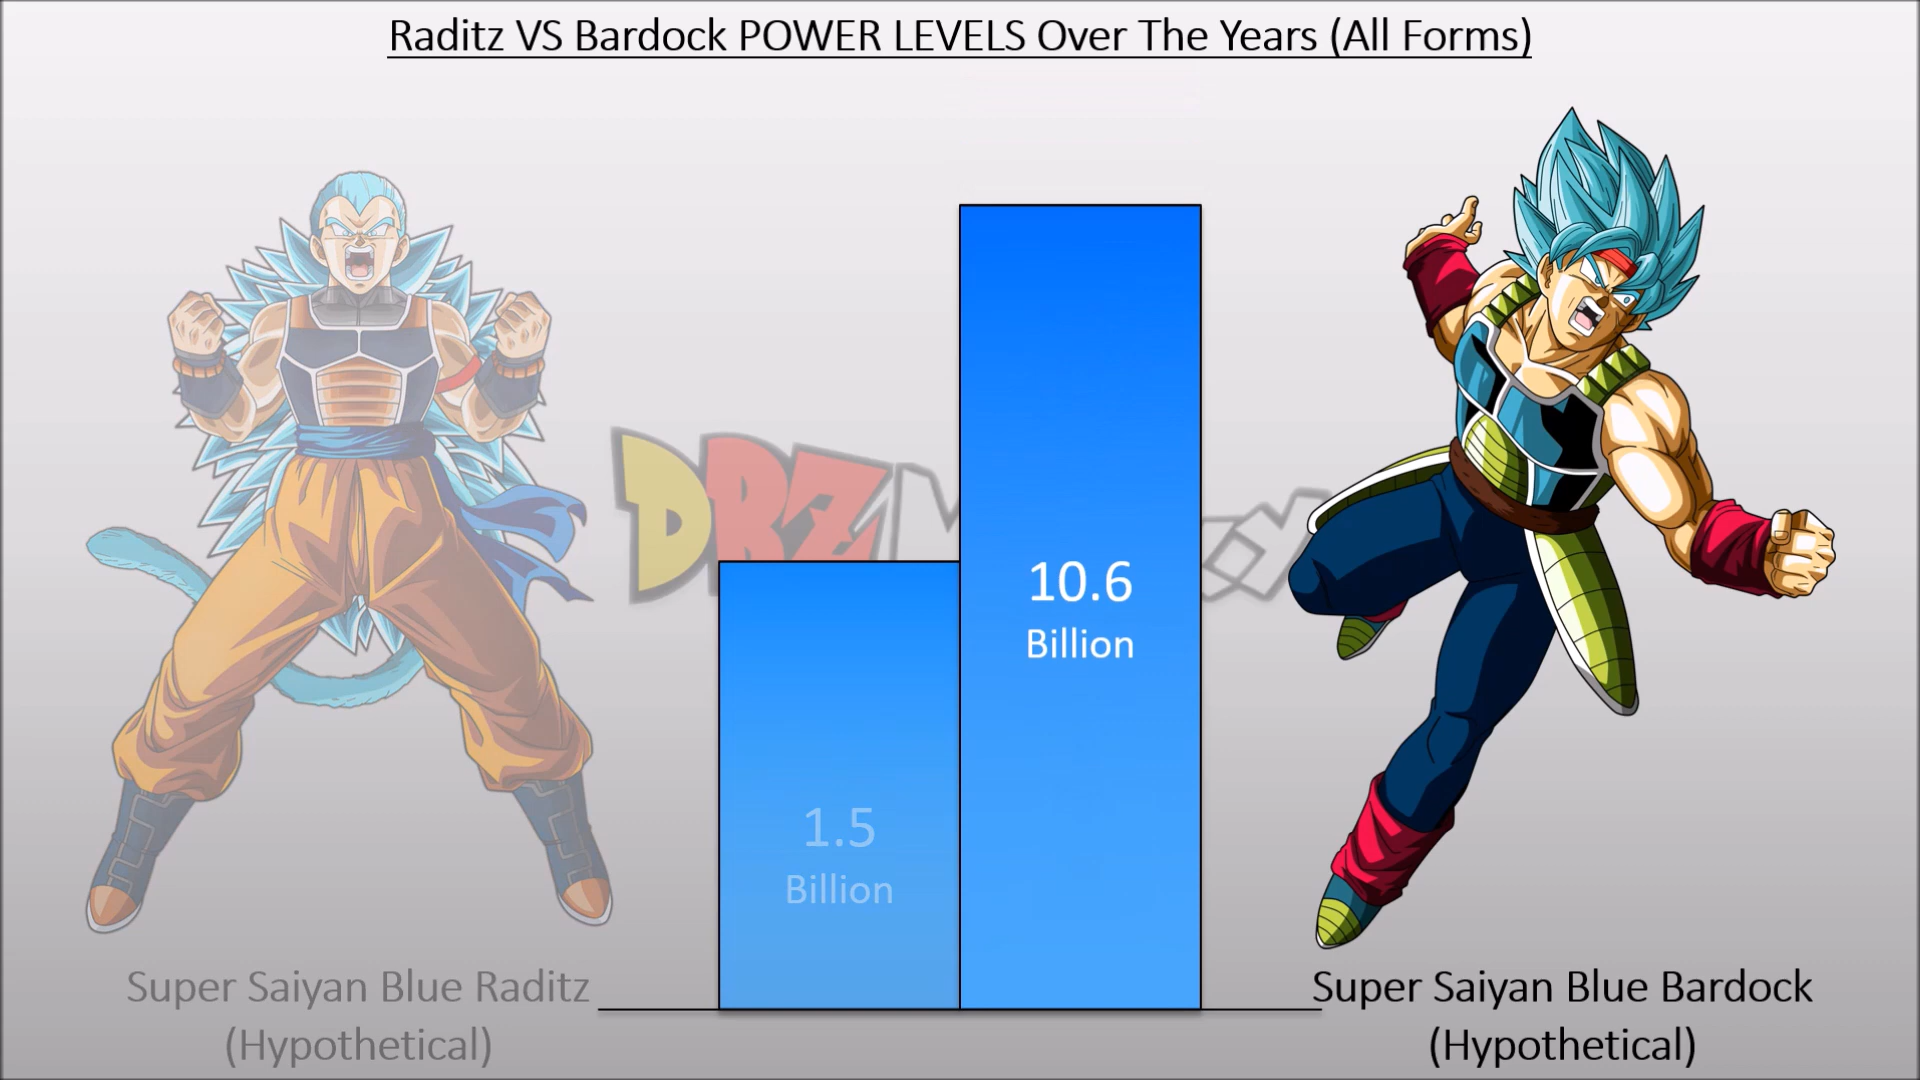 Raditz VS Bardock POWER LEVELS Over The Years (All Forms)
DRZ
10.6
Billion
1.5
Billion
Super Saiyan Blue Raditz
(Hypothetical)
Super Saiyan Blue Bardock
(Hypothetical)